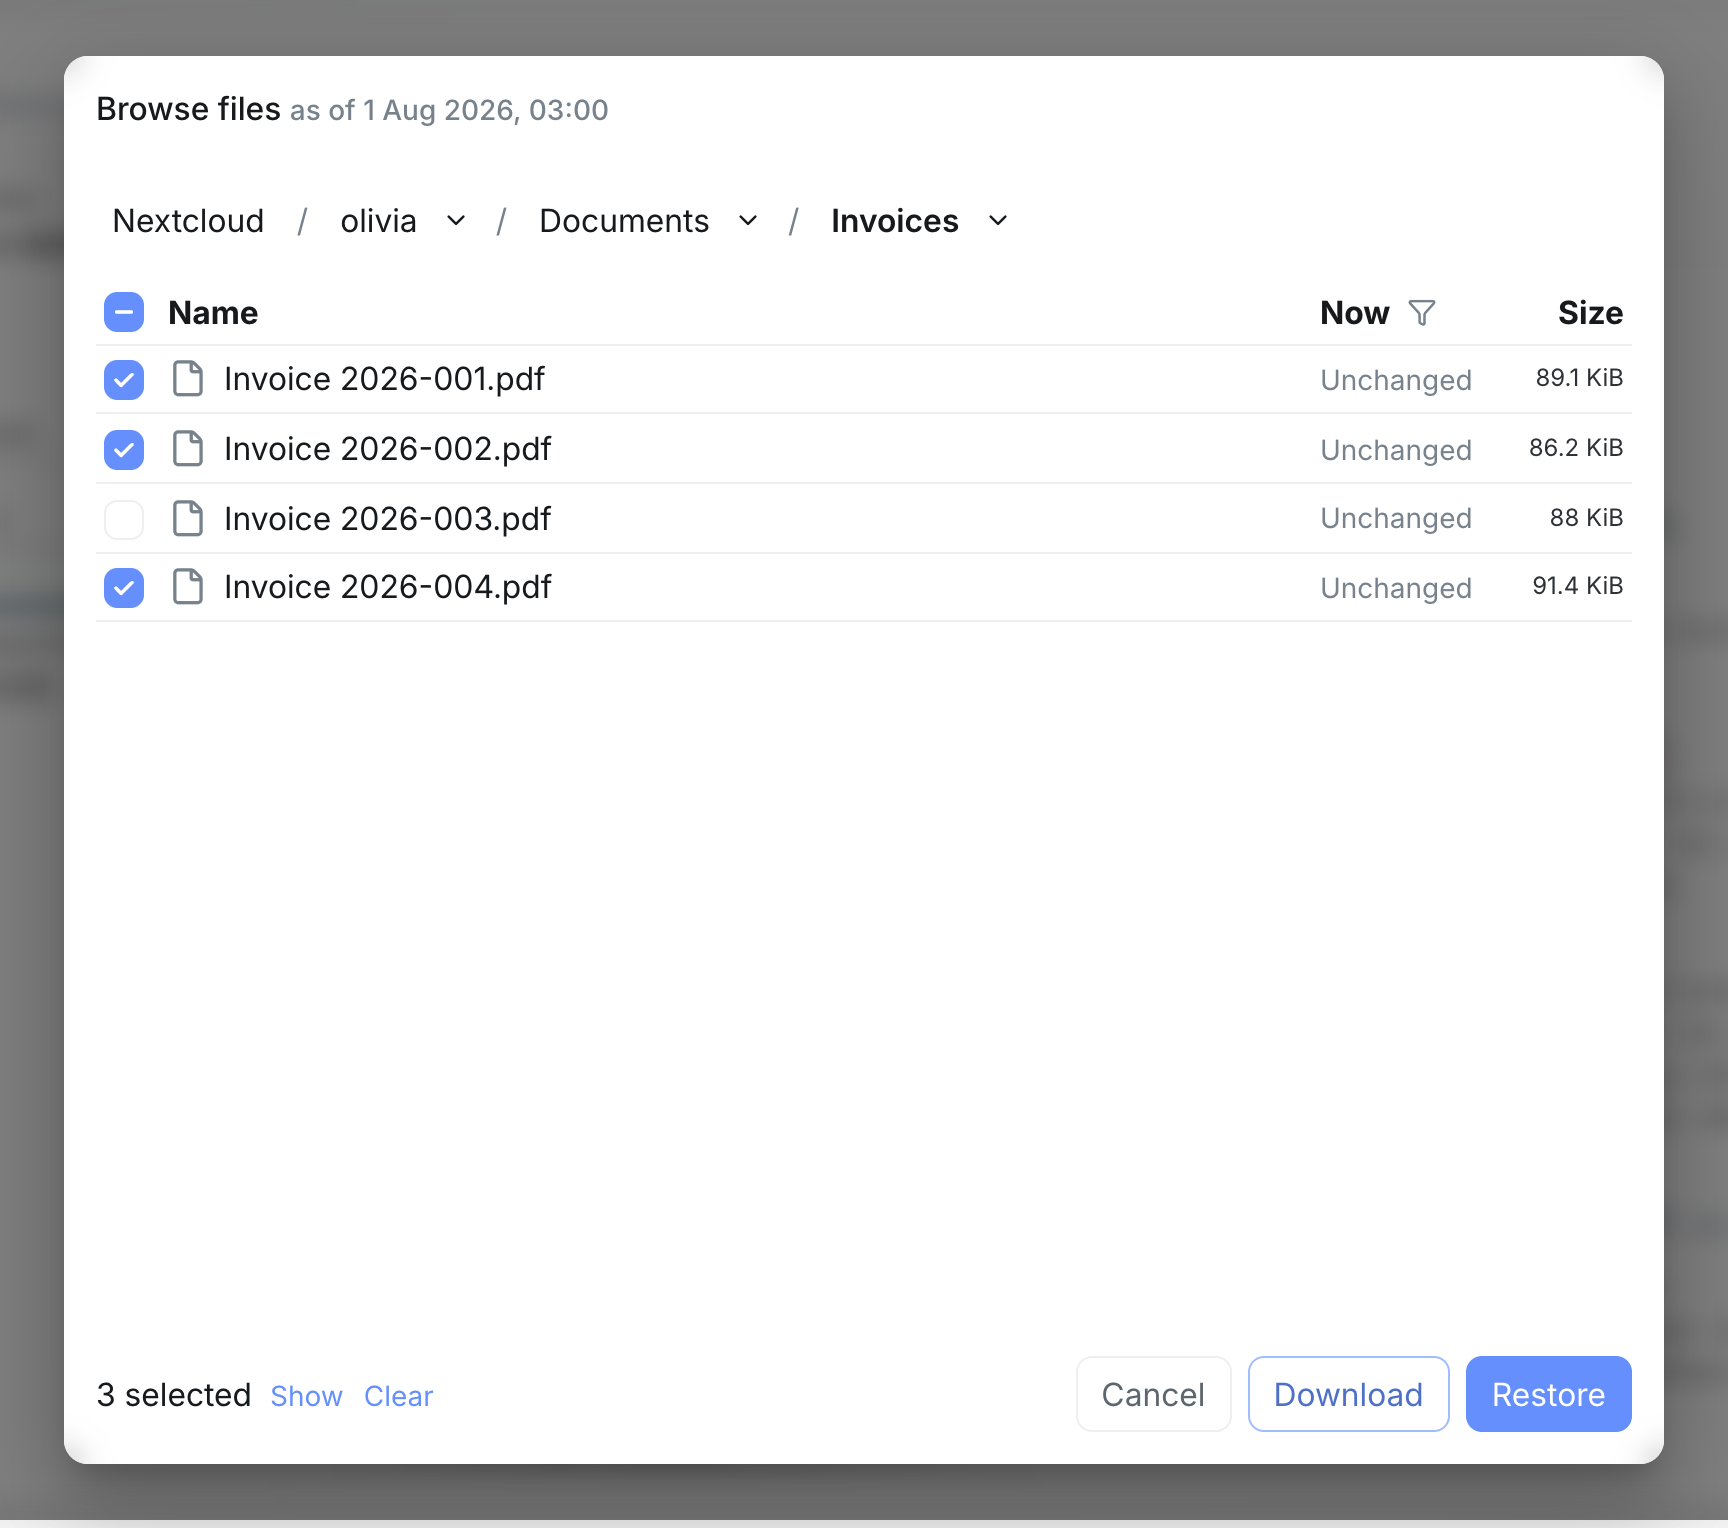 Browse files as of 1 Aug 2026, 03:00
Nextcloud / olivia / Documents / Invoices
Name Now Size
Invoice 2026-001.pdf Unchanged 89.1 KiB
Invoice 2026-002.pdf Unchanged 86.2 KiB
Invoice 2026-003.pdf Unchanged 88 KiB
Invoice 2026-004.pdf Unchanged 91.4 KiB
3 selected Show Clear Cancel Download Restore